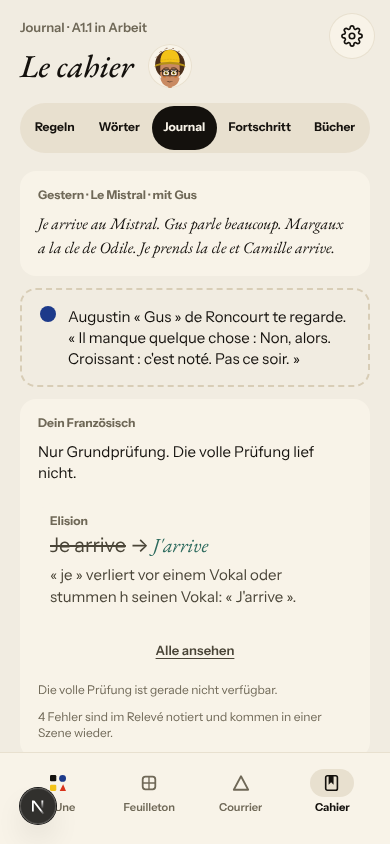 Journal · A1.1 in Arbeit
Le cahier
Regeln Wörter Journal Fortschritt Bücher
Gestern · Le Mistral · mit Gus
Je arrive au Mistral. Gus parle beaucoup. Margaux
a la cle de Odile. Je prends la cle et Camille arrive.
Augustin « Gus » de Roncourt te regarde.
« Il manque quelque chose : Non, alors.
Croissant : c'est noté. Pas ce soir. »
Dein Französisch
Nur Grundprüfung. Die volle Prüfung lief
nicht.
Elision
Je arrive → J'arrive
« je » verliert vor einem Vokal oder
stummen h seinen Vokal: « J'arrive ».
Alle ansehen
Die volle Prüfung ist gerade nicht verfügbar.
4 Fehler sind im Relevé notiert und kommen in einer
Szene wieder.
N Une Feuilleton Courrier Cahier